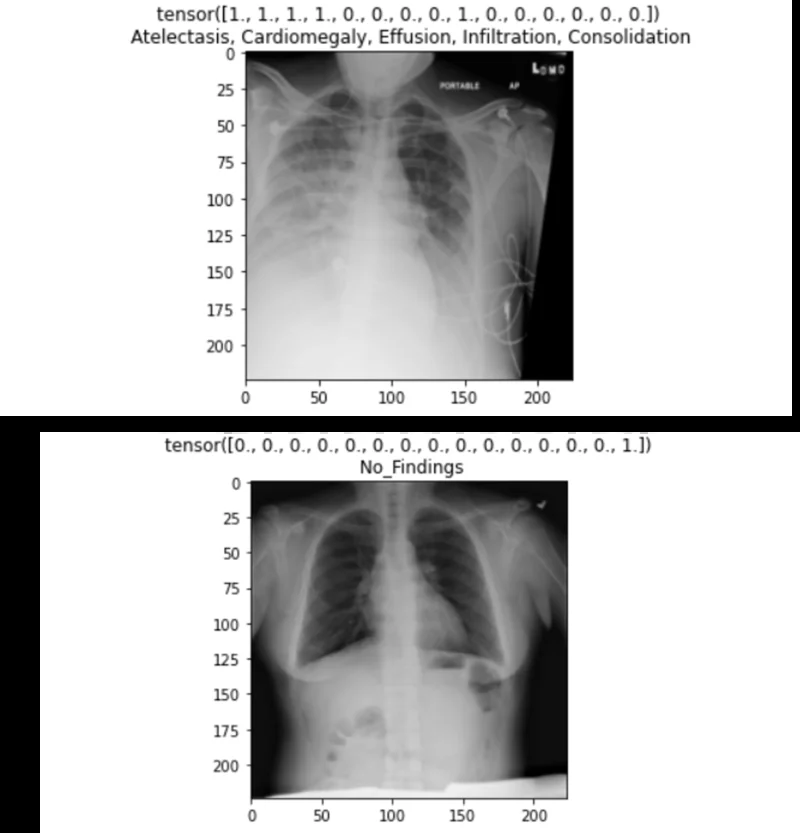 tensor([1., 1., 1., 1., 0., 0., 0., 0., 1., 0., 0., 0., 0., 0., 0.])
Atelectasis, Cardiomegaly, Effusion, Infiltration, Consolidation
0
25
50
75
100
125
150
175
200
PORTABLE AP
0 50 100 150 200
tensor([0., 0., 0., 0., 0., 0., 0., 0., 0., 0., 0., 0., 0., 0., 1.])
No_Findings
0
25
50
75
100
125
150
175
200
0 50 100 150 200